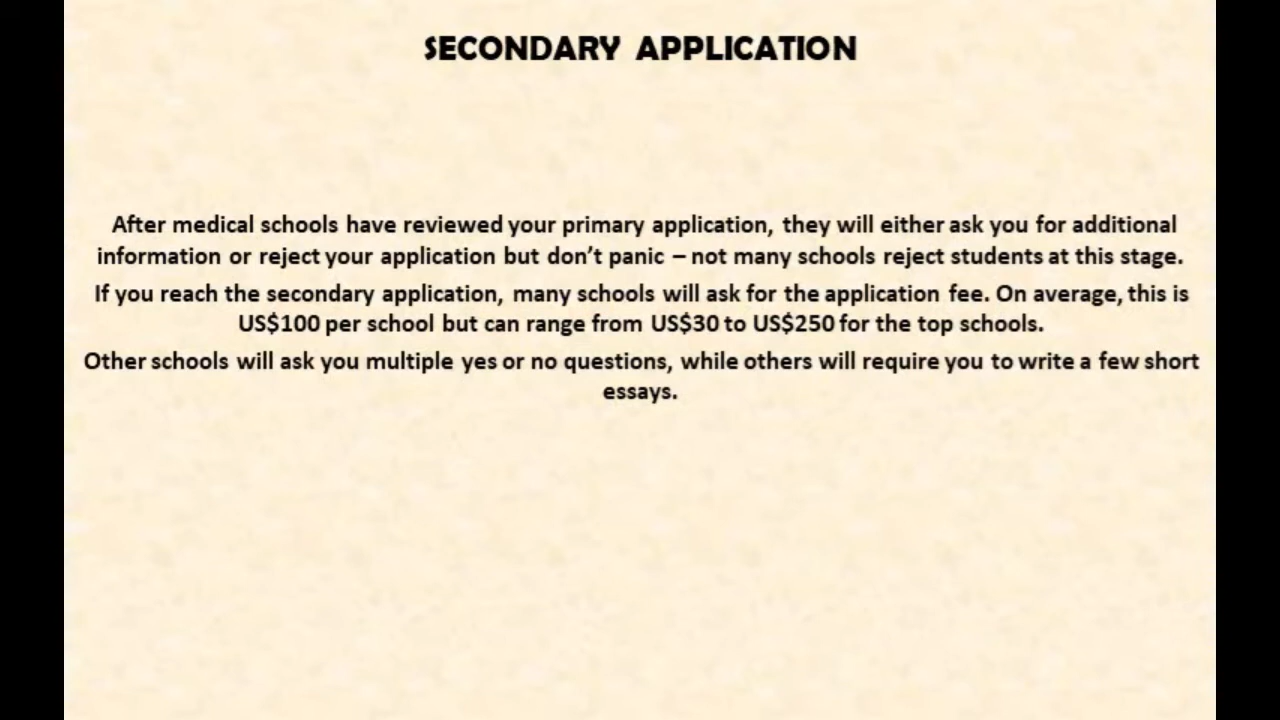 SECONDARY APPLICATION
After medical schools have reviewed your primary application, they will either ask you for additional
information or reject your application but don’t panic – not many schools reject students at this stage.
If you reach the secondary application, many schools will ask for the application fee. On average, this is
US$100 per school but can range from US$30 to US$250 for the top schools.
Other schools will ask you multiple yes or no questions, while others will require you to write a few short
essays.